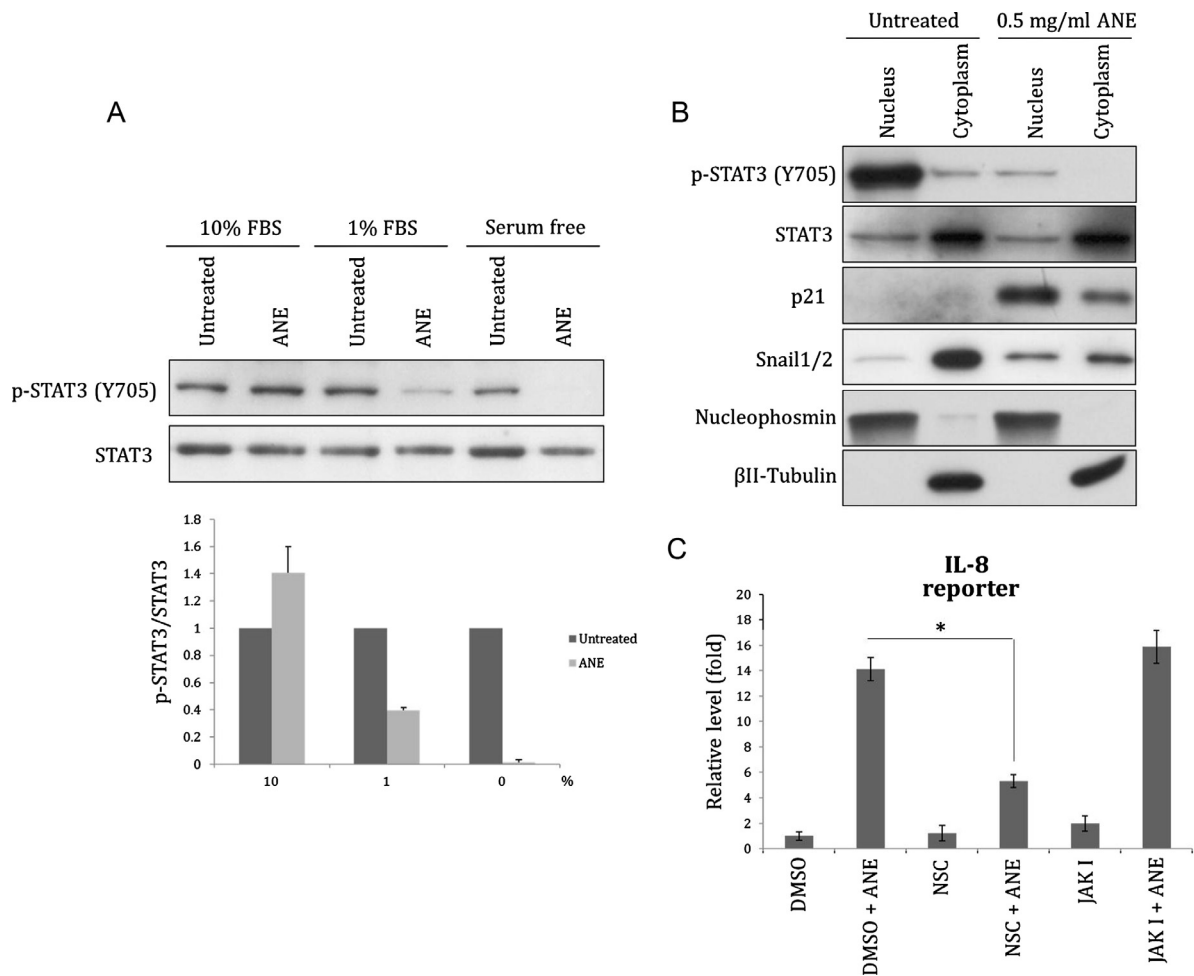 A
10% FBS 1% FBS Serum free
Untreated ANE Untreated ANE Untreated ANE
p-STAT3 (Y705)
STAT3
p-STAT3/STAT3
1.8
1.6
1.4
1.2
1
0.8
0.6
0.4
0.2
0
10 1 0 %
Untreated
ANE
B
Untreated 0.5 mg/ml ANE
Nucleus Cytoplasm Nucleus Cytoplasm
p-STAT3 (Y705)
STAT3
p21
Snail1/2
Nucleophosmin
βII-Tubulin
C
IL-8
reporter
Relative level (fold)
20
18
16
14
12
10
8
6
4
2
0
*
DMSO DMSO + ANE NSC NSC + ANE JAK I JAK I + ANE